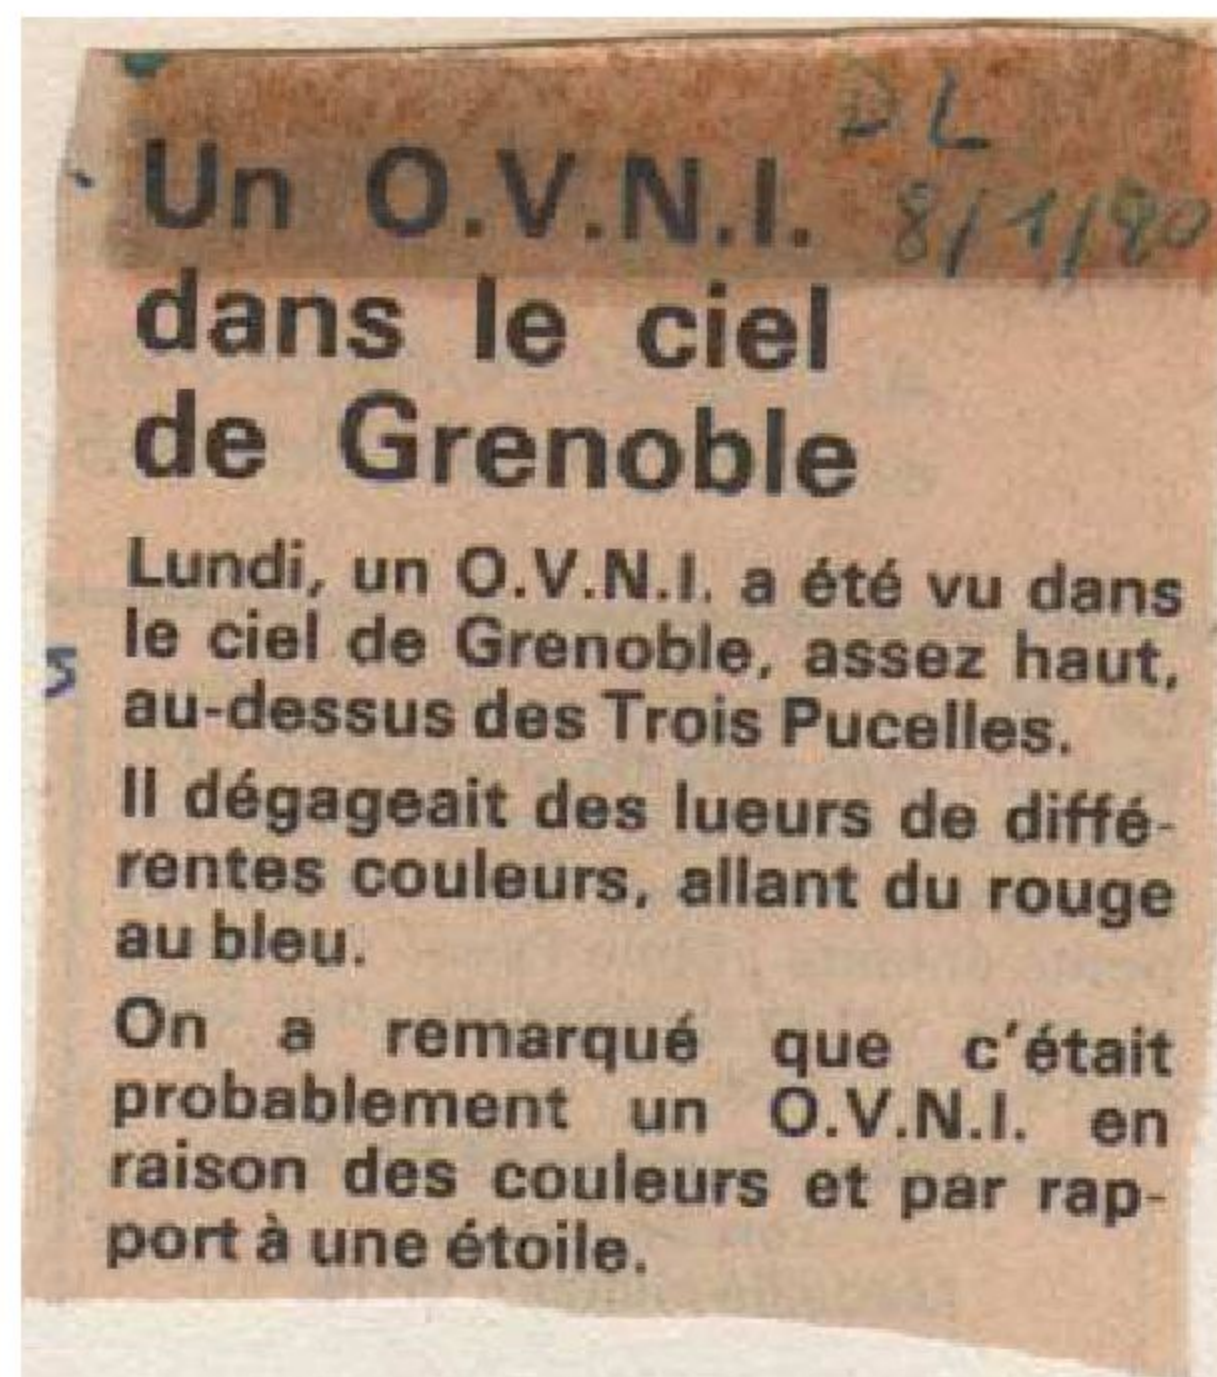 DL
Un O.V.N.I. 8/1/80
dans le ciel
de Grenoble
Lundi, un O.V.N.I. a été vu dans
le ciel de Grenoble, assez haut,
au-dessus des Trois Pucelles.
Il dégageait des lueurs de diffé-
rentes couleurs, allant du rouge
au bleu.
On a remarqué que c'était
probablement un O.V.N.I. en
raison des couleurs et par rap-
port à une étoile.